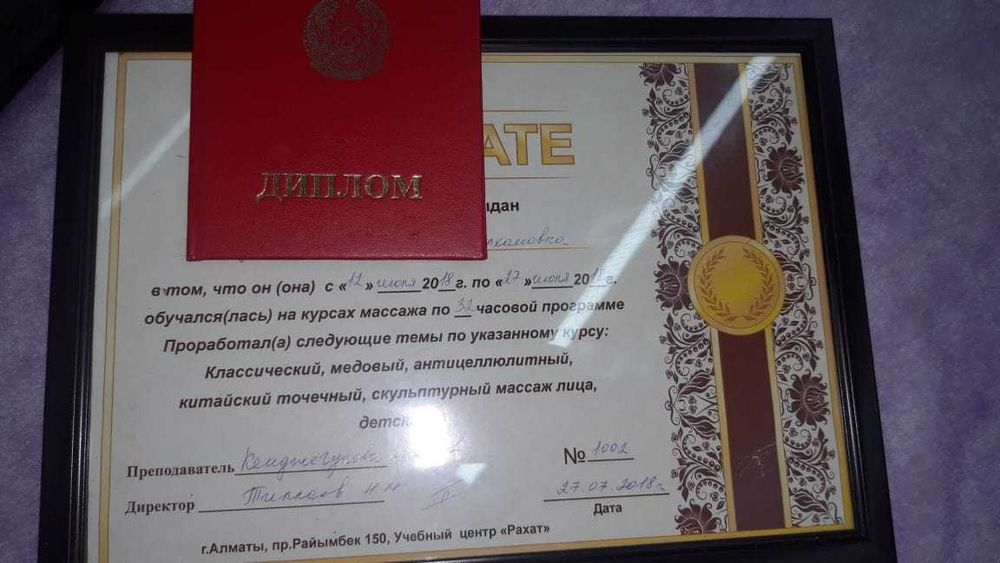 ДИПЛОМ
ATE
дан
в том, что он (она) с «12» июля 2018 г. по «27» июля 2018 г.
обучался(лась) на курсах массажа по 32 часовой программе
Проработал(а) следующие темы по указанному курсу:
Классический, медовый, антицеллюлитный,
китайский точечный, скульптурный массаж лица,
детск
Преподаватель
№ 1002
Директор
27.07.2018г
Дата
г.Алматы, пр.Райымбек 150, Учебный центр «Рахат»